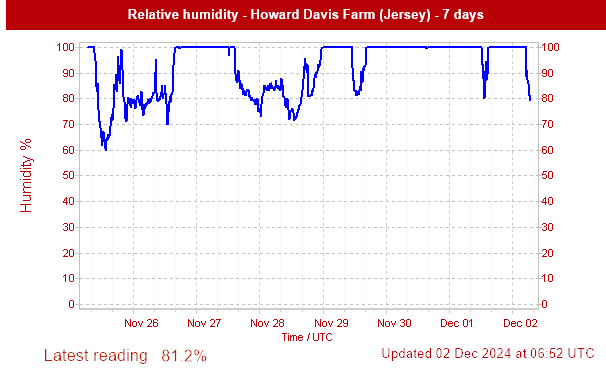 Relative humidity - Howard Davis Farm (Jersey) - 7 days
100 100
90 90
80 80
70 70
60 60
50 50
40 40
30 30
20 20
10 10
0 0
Humidity %
Nov 26 Nov 27 Nov 28 Nov 29 Nov 30 Dec 01 Dec 02
Time / UTC
Latest reading 81.2%
Updated 02 Dec 2024 at 06:52 UTC